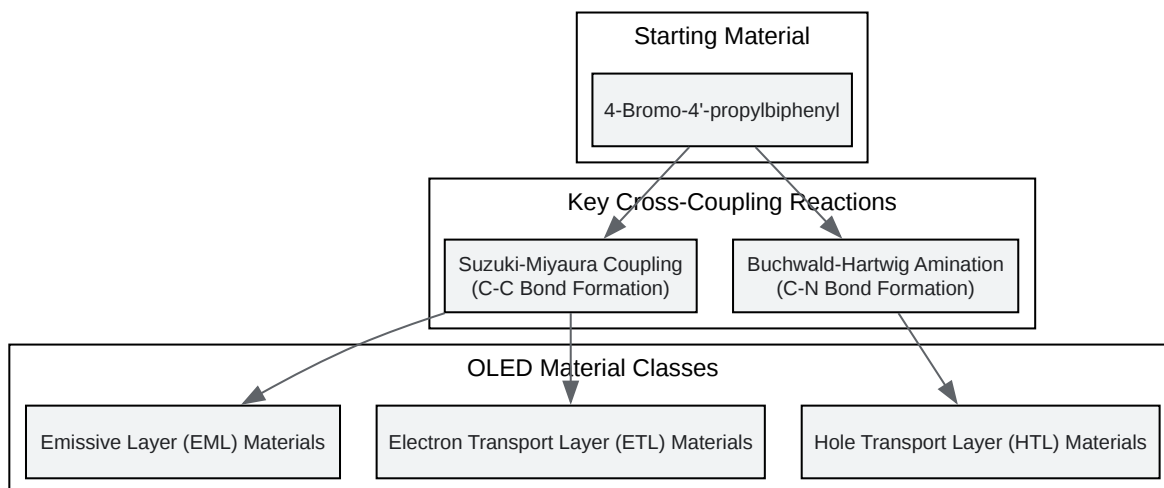 Starting Material
4-Bromo-4'-propylbiphenyl
Key Cross-Coupling Reactions
Suzuki-Miyaura Coupling
(C-C Bond Formation)
Buchwald-Hartwig Amination
(C-N Bond Formation)
OLED Material Classes
Emissive Layer (EML) Materials
Electron Transport Layer (ETL) Materials
Hole Transport Layer (HTL) Materials